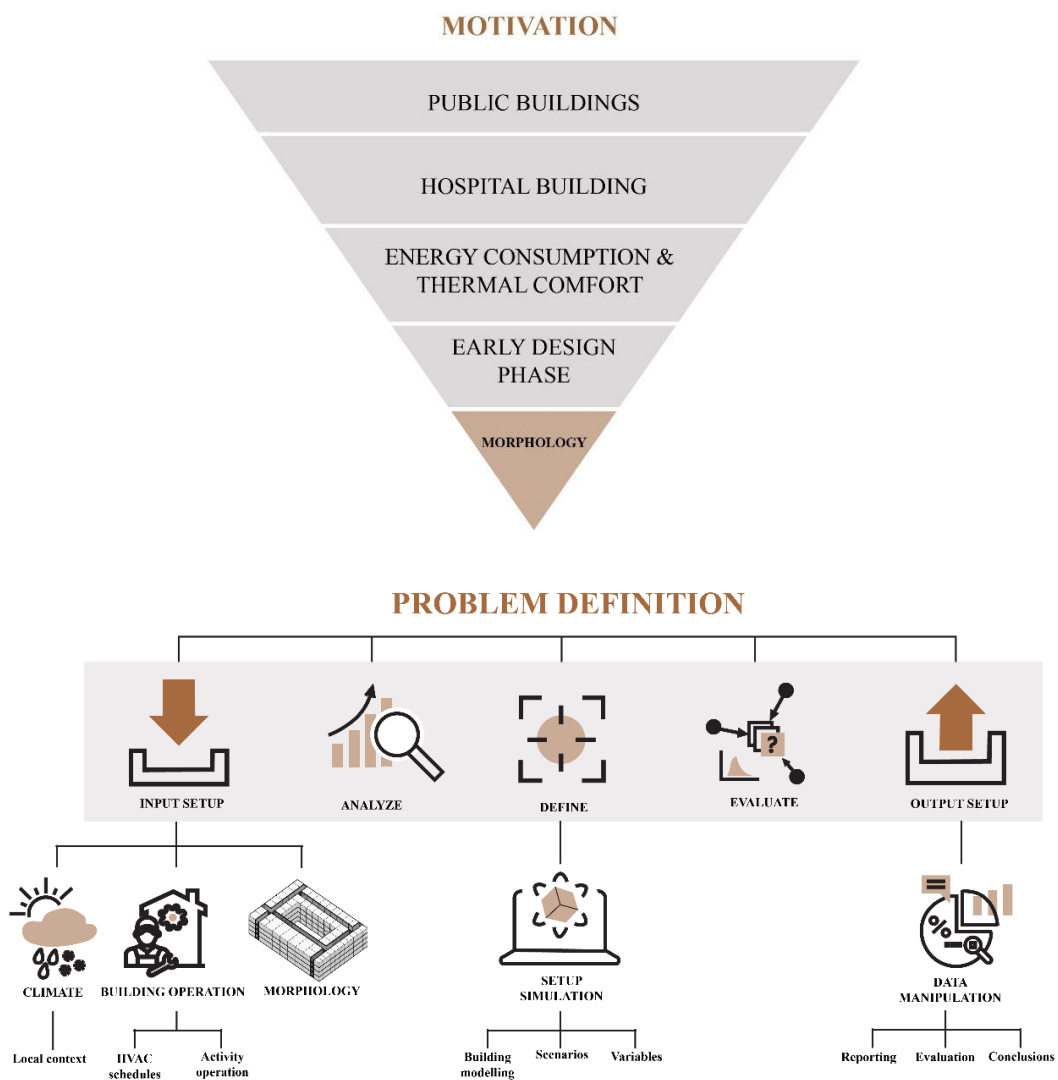 MOTIVATION
PUBLIC BUILDINGS
HOSPITAL BUILDING
ENERGY CONSUMPTION &
THERMAL COMFORT
EARLY DESIGN
PHASE
MORPHOLOGY
PROBLEM DEFINITION
INPUT SETUP
ANALYZE
DEFINE
EVALUATE
OUTPUT SETUP
?
%
CLIMATE
BUILDING OPERATION
MORPHOLOGY
SETUP
SIMULATION
DATA
MANIPULATION
Local context
HVAC
schedules
Activity
operation
Building
modelling
Scenarios
Variables
Reporting
Evaluation
Conclusions